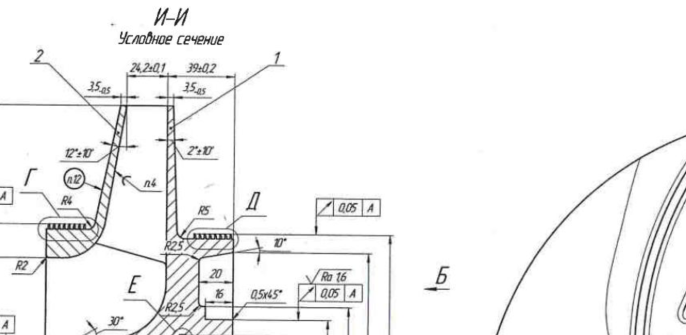 И–И
Условное сечение
2
24,2±0,1
39±0,2
1
3,5-0,5
3,5-0,5
12°±10'
2°±10'
п.12
п.4
Г
R4
R5
Д
0,05 А
А
R2,5
10°
R2
20
Ra 1,6
Б
Е
16
0,05 А
R2,5
0,5x45°
30°
А